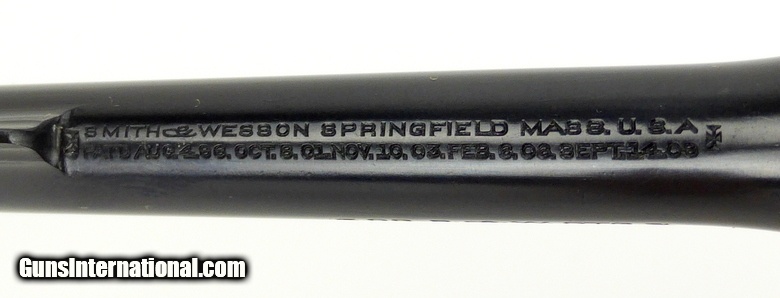 SMITH & WESSON SPRINGFIELD MASS. U.S.A
PAT'D AUG.4.96. OCT.8.01. NOV.10.03. FEB.6.06. SEPT.14.09
GunsInternational.com